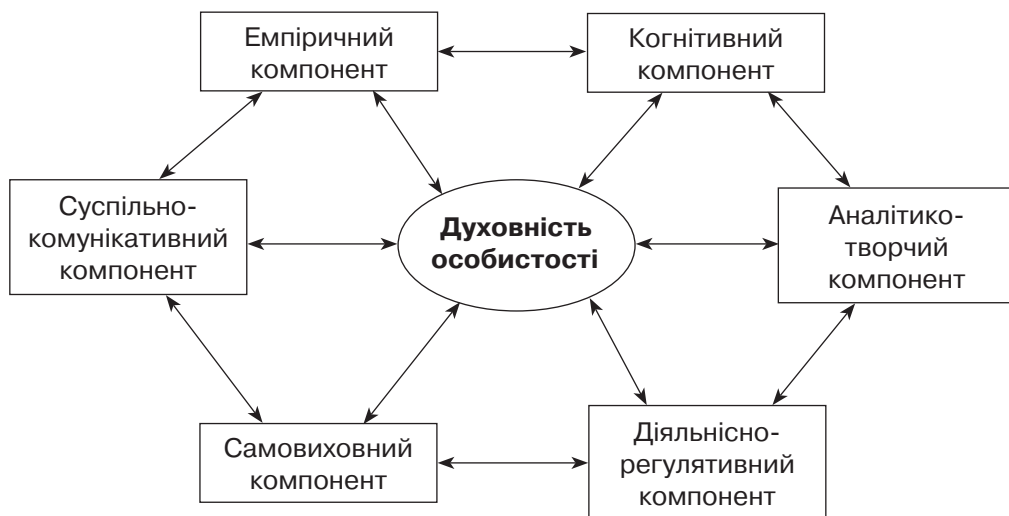 Емпіричний
компонент
Когнітивний
компонент
Суспільно-
комунікативний
компонент
Духовність
особистості
Аналітико-
творчий
компонент
Самовиховний
компонент
Діяльнісно-
регулятивний
компонент